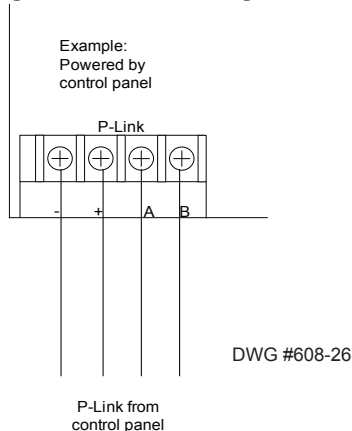 Example:
Powered by
control panel
P-Link
- + A B
DWG #608-26
P-Link from
control panel